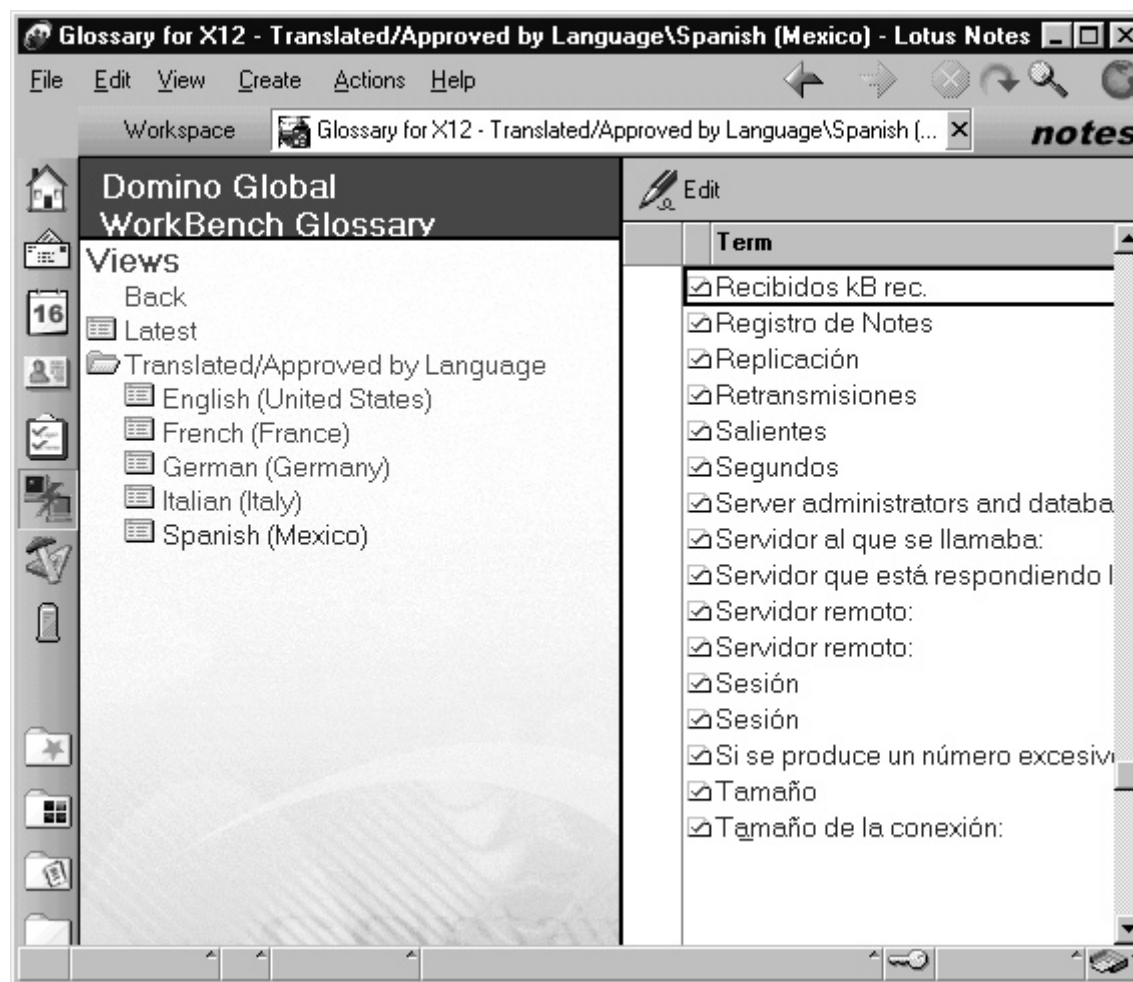 Glossary for X12 - Translated/Approved by Language\Spanish (Mexico) - Lotus Notes
File Edit View Create Actions Help
Workspace Glossary for X12 - Translated/Approved by Language\Spanish (... notes
Domino Global
WorkBench Glossary
Views
Back
Latest
Translated/Approved by Language
English (United States)
French (France)
German (Germany)
Italian (Italy)
Spanish (Mexico)
16
Edit
Term
Recibidos kB rec.
Registro de Notes
Replicación
Retransmisiones
Salientes
Segundos
Server administrators and databa
Servidor al que se llamaba:
Servidor que está respondiendo l
Servidor remoto:
Servidor remoto:
Sesión
Sesión
Si se produce un número excesiv
Tamaño
Tamaño de la conexión: